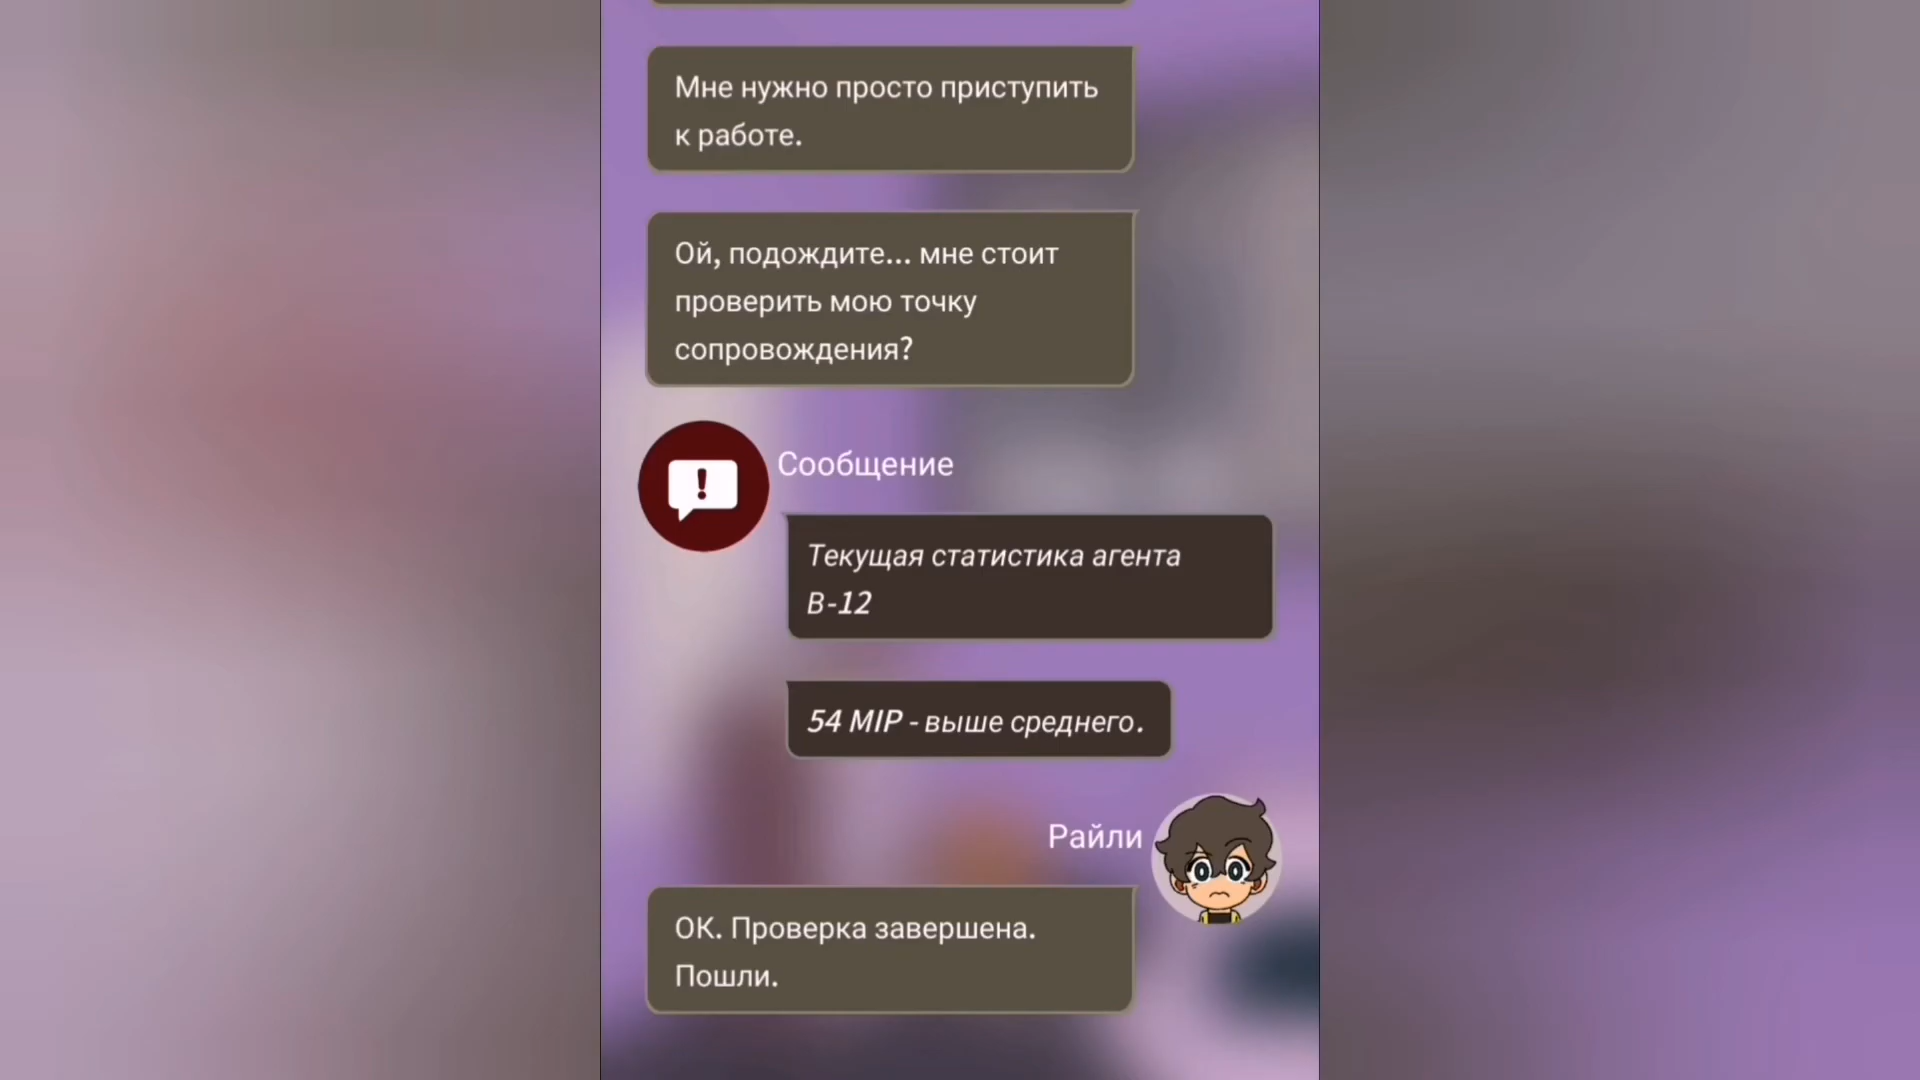 Мне нужно просто приступить
к работе.
Ой, подождите... мне стоит
проверить мою точку
сопровождения?
Сообщение
Текущая статистика агента
В-12
54 MIP - выше среднего.
Райли
ОК. Проверка завершена.
Пошли.